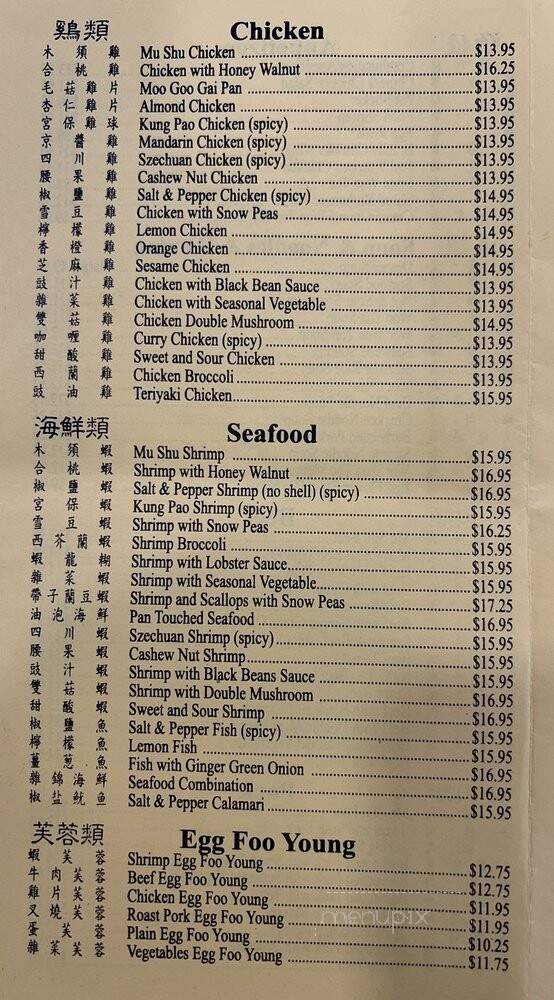 鷄類 Chicken
木須雞 Mu Shu Chicken $13.95
合桃雞 Chicken with Honey Walnut $16.25
毛菇雞片 Moo Goo Gai Pan $13.95
杏仁雞片 Almond Chicken $13.95
宮保雞球 Kung Pao Chicken (spicy) $13.95
京醬雞 Mandarin Chicken (spicy) $13.95
四川雞 Szechuan Chicken (spicy) $13.95
腰果雞 Cashew Nut Chicken $13.95
椒鹽雞 Salt & Pepper Chicken (spicy) $14.95
雪豆雞 Chicken with Snow Peas $14.95
檸檬雞 Lemon Chicken $14.95
香橙雞 Orange Chicken $14.95
芝麻雞 Sesame Chicken $14.95
豉汁雞 Chicken with Black Bean Sauce $13.95
雜菜雞 Chicken with Seasonal Vegetable $13.95
雙菇雞 Chicken Double Mushroom $14.95
咖喱雞 Curry Chicken (spicy) $13.95
甜酸雞 Sweet and Sour Chicken $13.95
西蘭雞 Chicken Broccoli $13.95
豉油雞 Teriyaki Chicken $15.95
海鮮類 Seafood
木須蝦 Mu Shu Shrimp $15.95
合桃蝦 Shrimp with Honey Walnut $16.95
椒鹽蝦 Salt & Pepper Shrimp (no shell) (spicy) $16.95
宮保蝦 Kung Pao Shrimp (spicy) $15.95
雪豆蝦 Shrimp with Snow Peas $16.25
西芥蘭蝦 Shrimp Broccoli $15.95
蝦龍糊 Shrimp with Lobster Sauce $15.95
雜菜蝦 Shrimp with Seasonal Vegetable $15.95
帶子蘭豆蝦 Shrimp and Scallops with Snow Peas $17.25
油泡海鮮 Pan Touched Seafood $16.95
四川蝦 Szechuan Shrimp (spicy) $15.95
腰果蝦 Cashew Nut Shrimp $15.95
豉汁蝦 Shrimp with Black Beans Sauce $15.95
雙菇蝦 Shrimp with Double Mushroom $16.95
甜酸蝦 Sweet and Sour Shrimp $16.95
椒鹽魚 Salt & Pepper Fish (spicy) $15.95
檸檬魚 Lemon Fish $15.95
薑葱魚 Fish with Ginger Green Onion $16.95
雜錦海鮮 Seafood Combination $16.95
椒盐鱿鱼 Salt & Pepper Calamari $15.95
芙蓉類 Egg Foo Young
蝦芙蓉 Shrimp Egg Foo Young $12.75
牛肉芙蓉 Beef Egg Foo Young $12.75
雞片芙蓉 Chicken Egg Foo Young $11.95
叉燒芙蓉 Roast Pork Egg Foo Young $11.95
蛋芙蓉 Plain Egg Foo Young $10.25
雜菜芙蓉 Vegetables Egg Foo Young $11.75
menupix